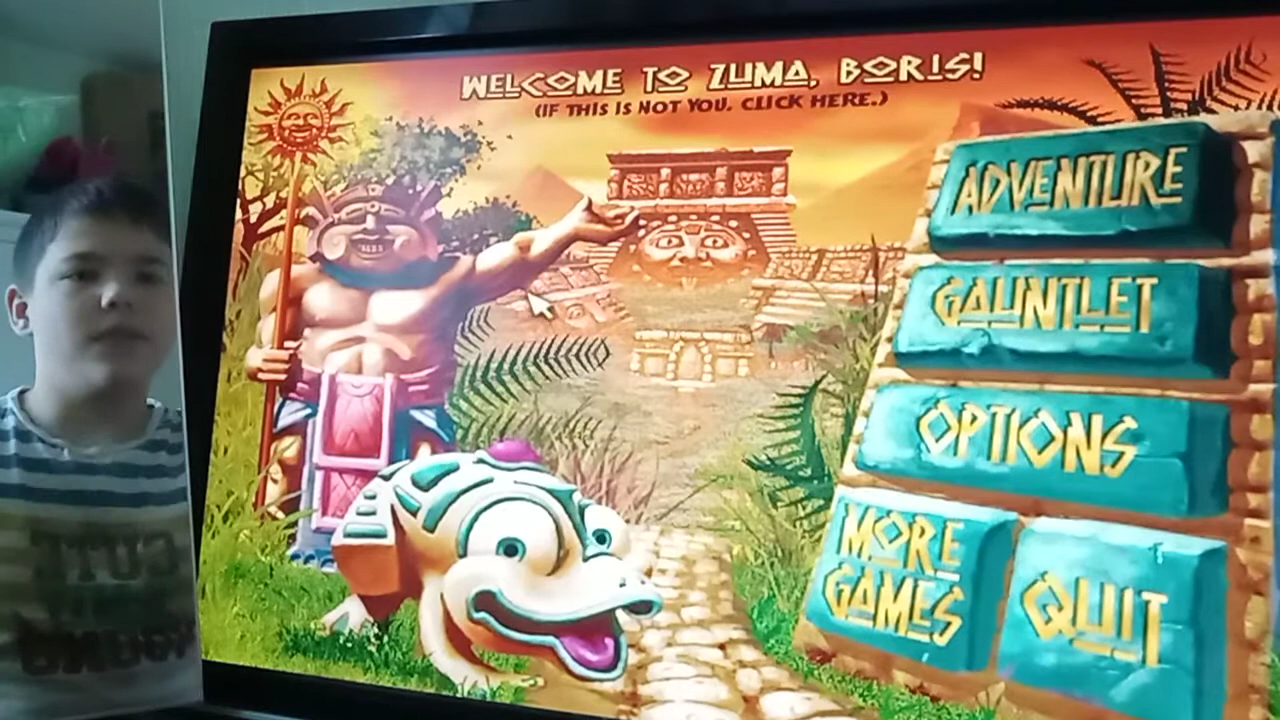 WELCOME TO ZUMA, BORIS!
(IF THIS IS NOT YOU, CLICK HERE.)
ADVENTURE
GAUNTLET
OPTIONS
MORE
GAMES
QUIT